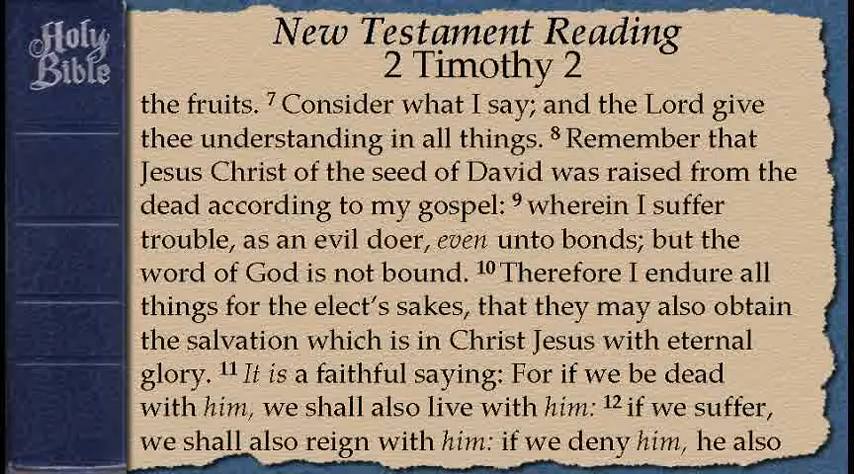 Holy
Bible
New Testament Reading
2 Timothy 2
the fruits. ⁷ Consider what I say; and the Lord give
thee understanding in all things. ⁸ Remember that
Jesus Christ of the seed of David was raised from the
dead according to my gospel: ⁹ wherein I suffer
trouble, as an evil doer, even unto bonds; but the
word of God is not bound. ¹⁰ Therefore I endure all
things for the elect's sakes, that they may also obtain
the salvation which is in Christ Jesus with eternal
glory. ¹¹ It is a faithful saying: For if we be dead
with him, we shall also live with him: ¹² if we suffer,
we shall also reign with him: if we deny him, he also